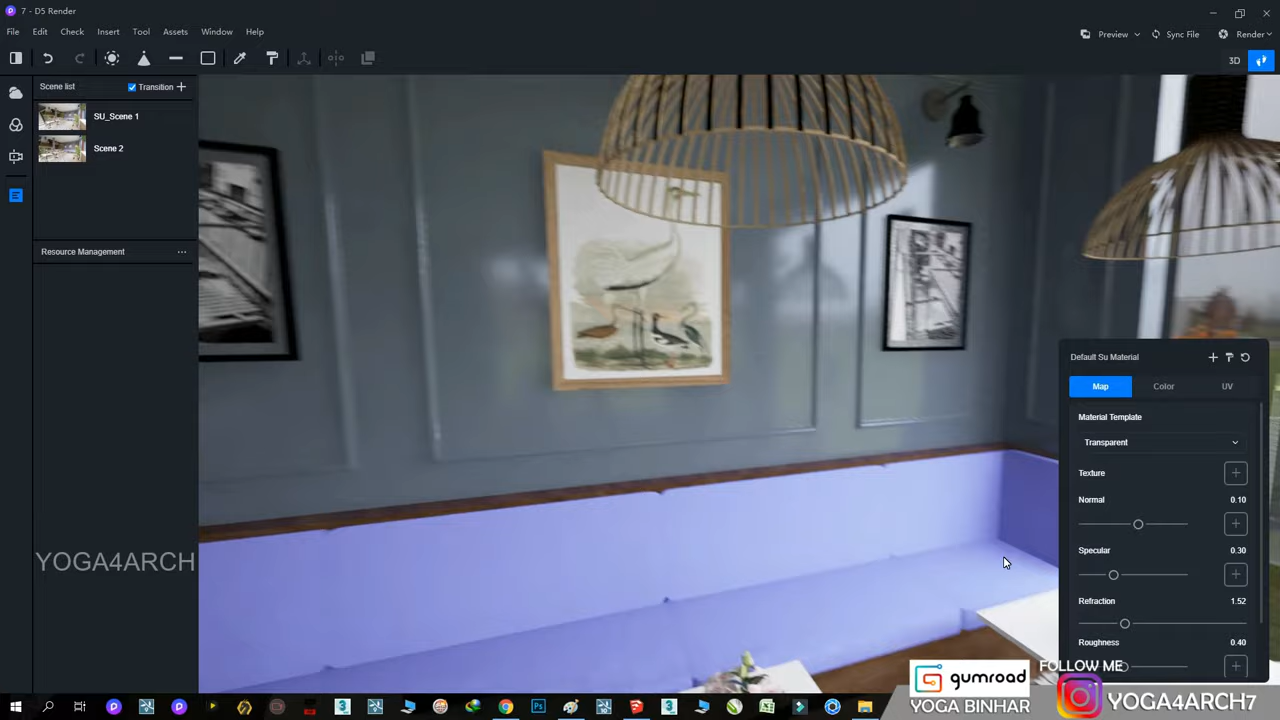 7 - D5 Render
File Edit Check Insert Tool Assets Window Help
Preview Sync File Render
3D
Scene list Transition
SU_Scene 1
Scene 2
Resource Management
YOGA4ARCH
Default Su Material
Map Color UV
Material Template
Transparent
Texture
Normal 0.10
Specular 0.30
Refraction 1.52
Roughness 0.40
gumroad
YOGA BINHAR
FOLLOW ME
YOGA4ARCH7